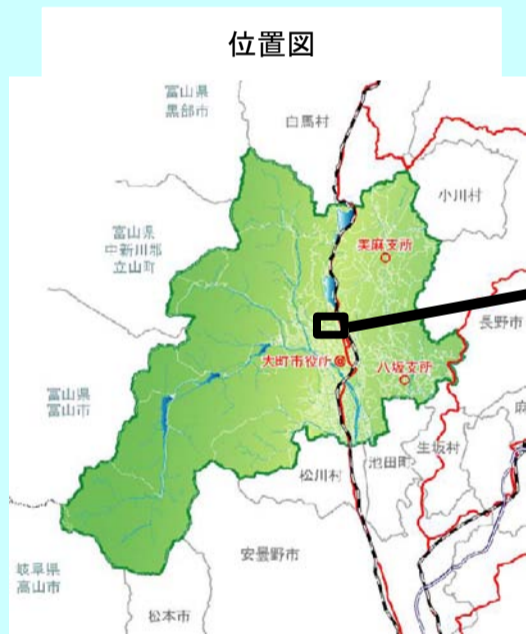 位置図
富山県
黒部市
白馬村
小川村
富山県
中新川郡
立山町
美麻支所
長野市
大町市役所
八坂支所
富山県
富山市
麻
生坂村
池田町
松川村
安曇野市
岐阜県
高山市
松本市